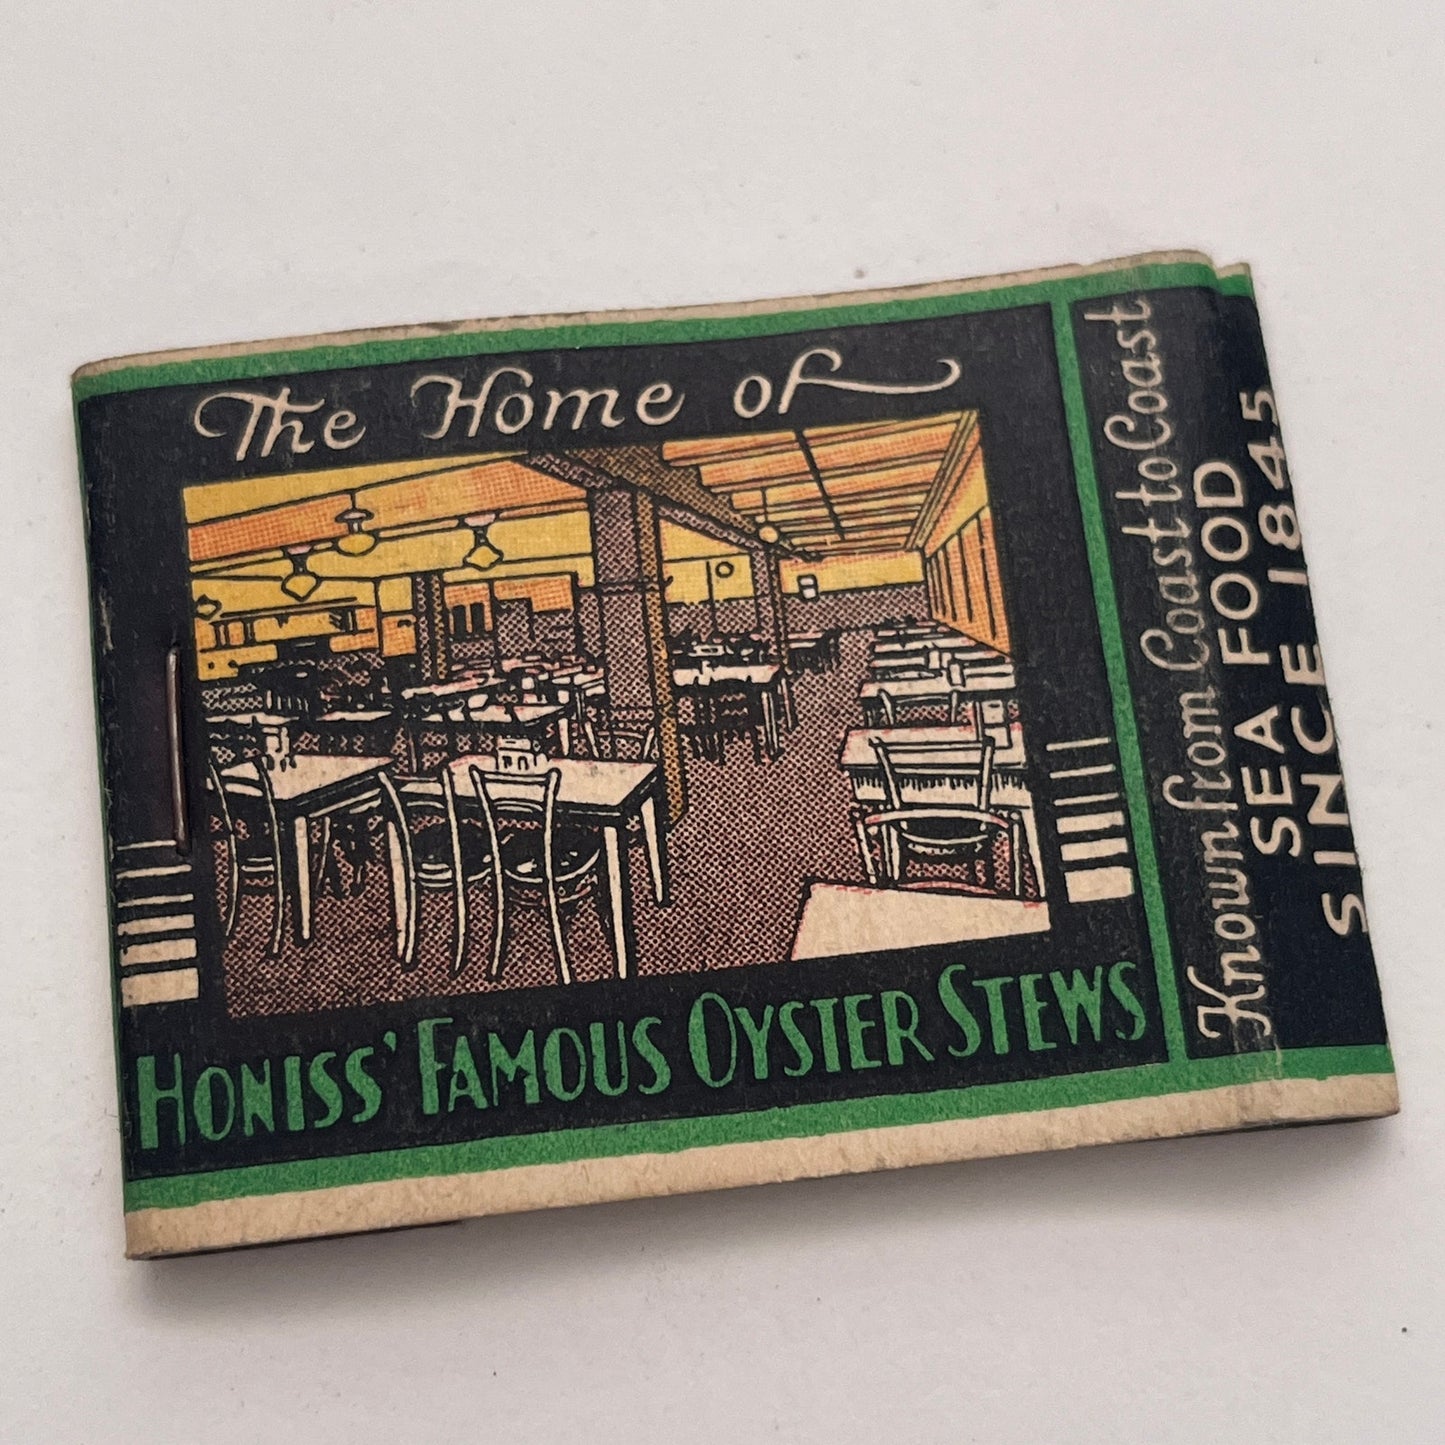 The Home of
HONISS' FAMOUS OYSTER STEWS
Known from Coast to Coast
SEA FOOD
SINCE 1845